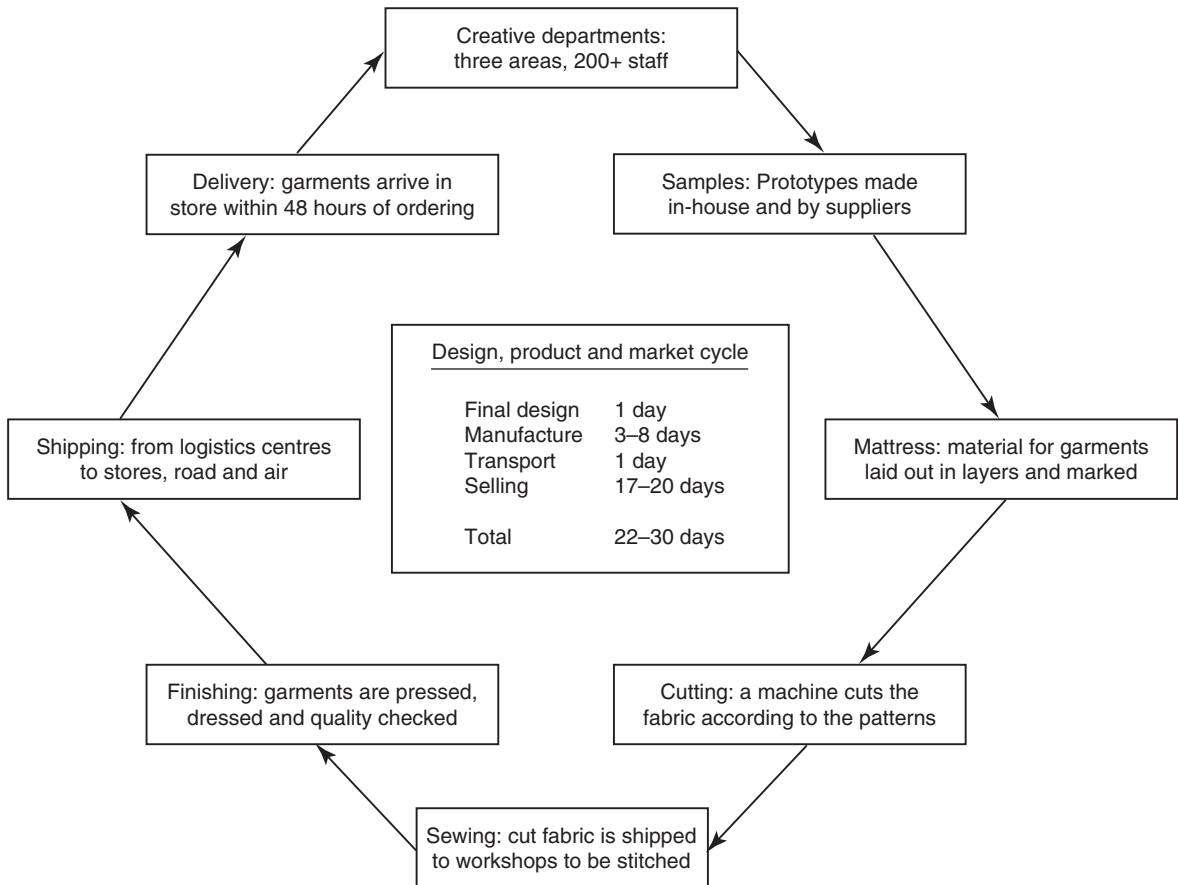 Creative departments:
three areas, 200+ staff
Samples: Prototypes made
in-house and by suppliers
Mattress: material for garments
laid out in layers and marked
Cutting: a machine cuts the
fabric according to the patterns
Sewing: cut fabric is shipped
to workshops to be stitched
Finishing: garments are pressed,
dressed and quality checked
Shipping: from logistics centres
to stores, road and air
Delivery: garments arrive in
store within 48 hours of ordering
Design, product and market cycle
Final design 1 day
Manufacture 3–8 days
Transport 1 day
Selling 17–20 days
Total 22–30 days